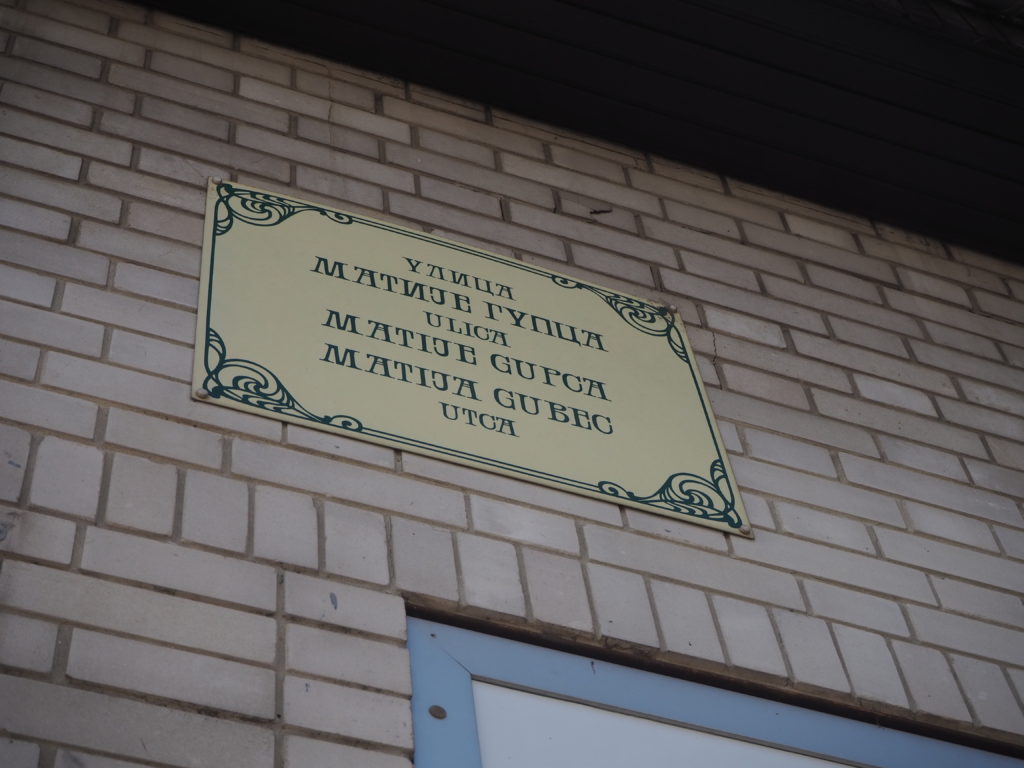 УЛИЦА
МАТИЈЕ ГУПЦА
ULICA
MATIJE GUPCA
MATIJA GUBEC
UTCA